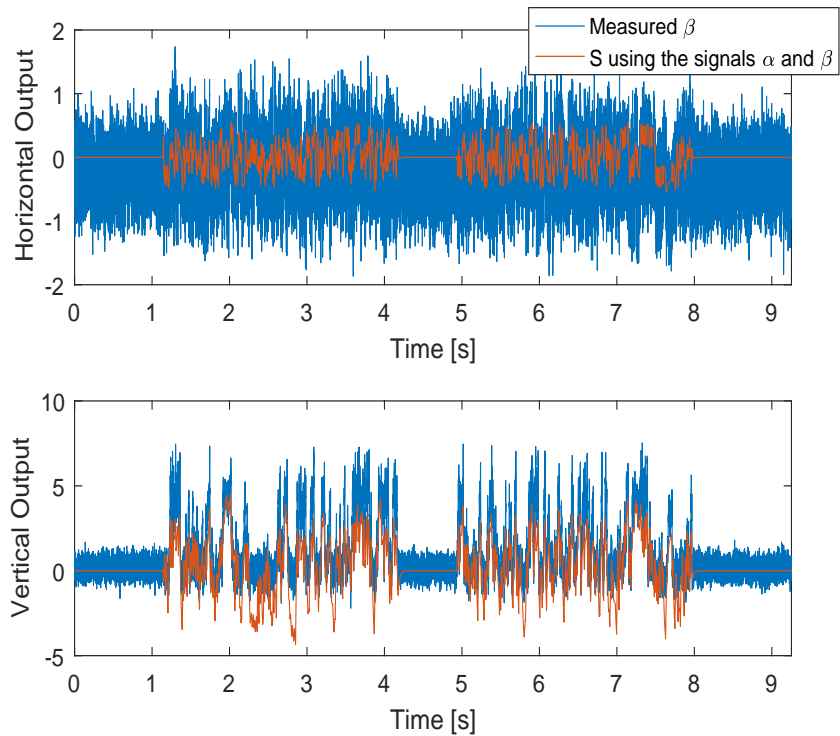 Measured β
S using the signals α and β
Horizontal Output
2
1
0
-1
-2
0 1 2 3 4 5 6 7 8 9
Time [s]
Vertical Output
10
5
0
-5
0 1 2 3 4 5 6 7 8 9
Time [s]